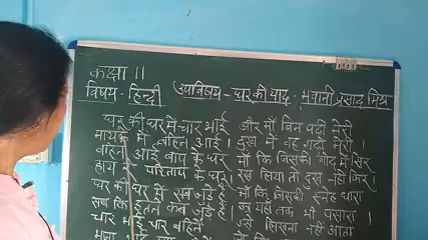 कक्षा 11
विषय - हिन्दी उपविषय - घर की याद - भवानी प्रसाद मिश्र
घर कि घर में चार भाई
मायके में बहिन आई।
बहिन आई बाप के घर
हाय रे परिताप के घर
घर कि घर में सब जुड़े हैं
सब कि इतने कब जुड़े हैं।
चार भाई चार बहिनें
भुजा
और माँ बिन पढ़ी मेरी
दुख में वह गढ़ी मेरी।
माँ कि जिसकी गोद में सिर
रख लिया तो दुख नहीं फिर।
माँ कि जिसकी स्नेह धारा
का यहाँ तक भी पसारा।
उसे लिखना नहीं आता